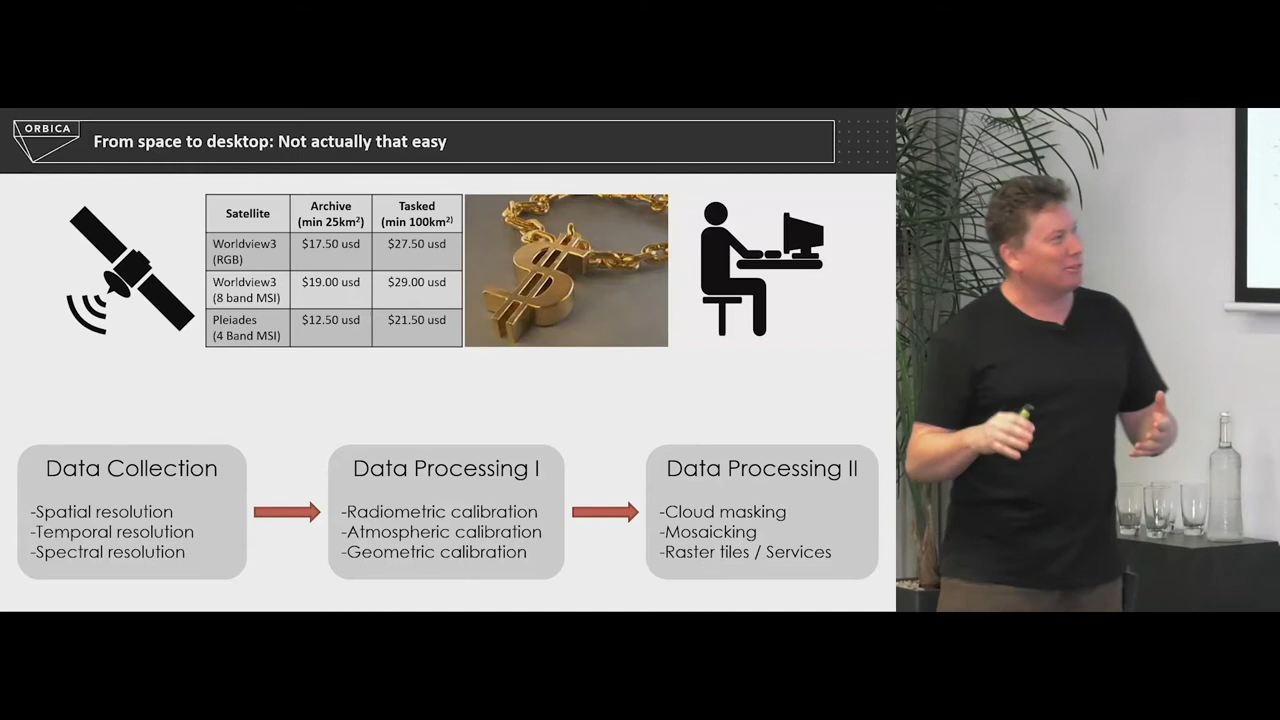 ORBICA
From space to desktop: Not actually that easy
Satellite
Archive
(min 25km²)
Tasked
(min 100km²)
Worldview3
(RGB)
$17.50 usd
$27.50 usd
Worldview3
(8 band MSI)
$19.00 usd
$29.00 usd
Pleiades
(4 Band MSI)
$12.50 usd
$21.50 usd
Data Collection
-Spatial resolution
-Temporal resolution
-Spectral resolution
Data Processing I
-Radiometric calibration
-Atmospheric calibration
-Geometric calibration
Data Processing II
-Cloud masking
-Mosaicking
-Raster tiles / Services